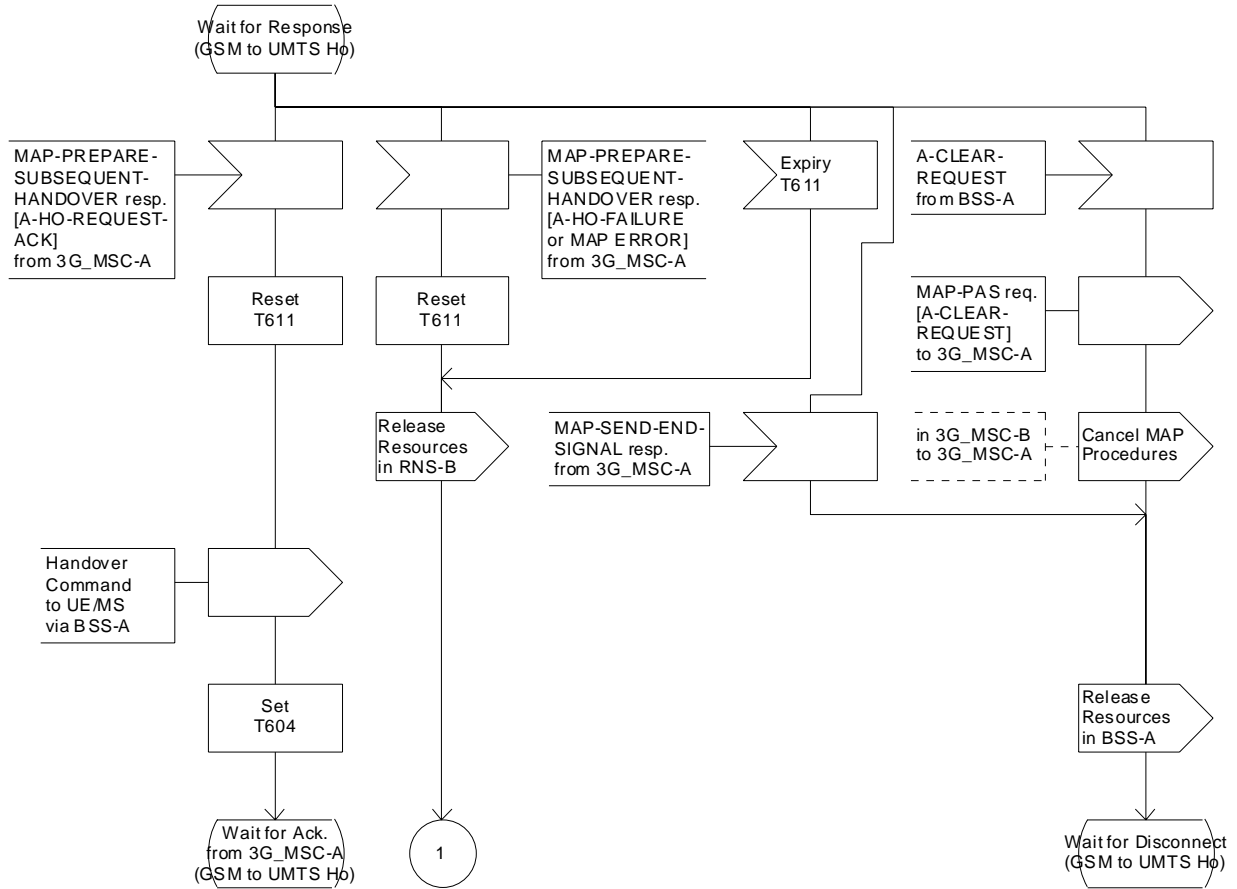 Wait for Response
(GSM to UMTS Ho)
MAP-PREPARE-
SUBSEQUENT-
HANDOVER resp.
[A-HO-REQUEST-
ACK]
from 3G_MSC-A
MAP-PREPARE-
SUBSEQUENT-
HANDOVER resp.
[A-HO-FAILURE
or MAP ERROR]
from 3G_MSC-A
Expiry
T611
A-CLEAR-
REQUEST
from BSS-A
Reset
T611
Reset
T611
MAP-PAS req.
[A-CLEAR-
REQUEST]
to 3G_MSC-A
Release
Resources
in RNS-B
MAP-SEND-END-
SIGNAL resp.
from 3G_MSC-A
in 3G_MSC-B
to 3G_MSC-A
Cancel MAP
Procedures
Handover
Command
to UE/MS
via BSS-A
Set
T604
Release
Resources
in BSS-A
Wait for Ack.
from 3G_MSC-A
(GSM to UMTS Ho)
1
Wait for Disconnect
(GSM to UMTS Ho)